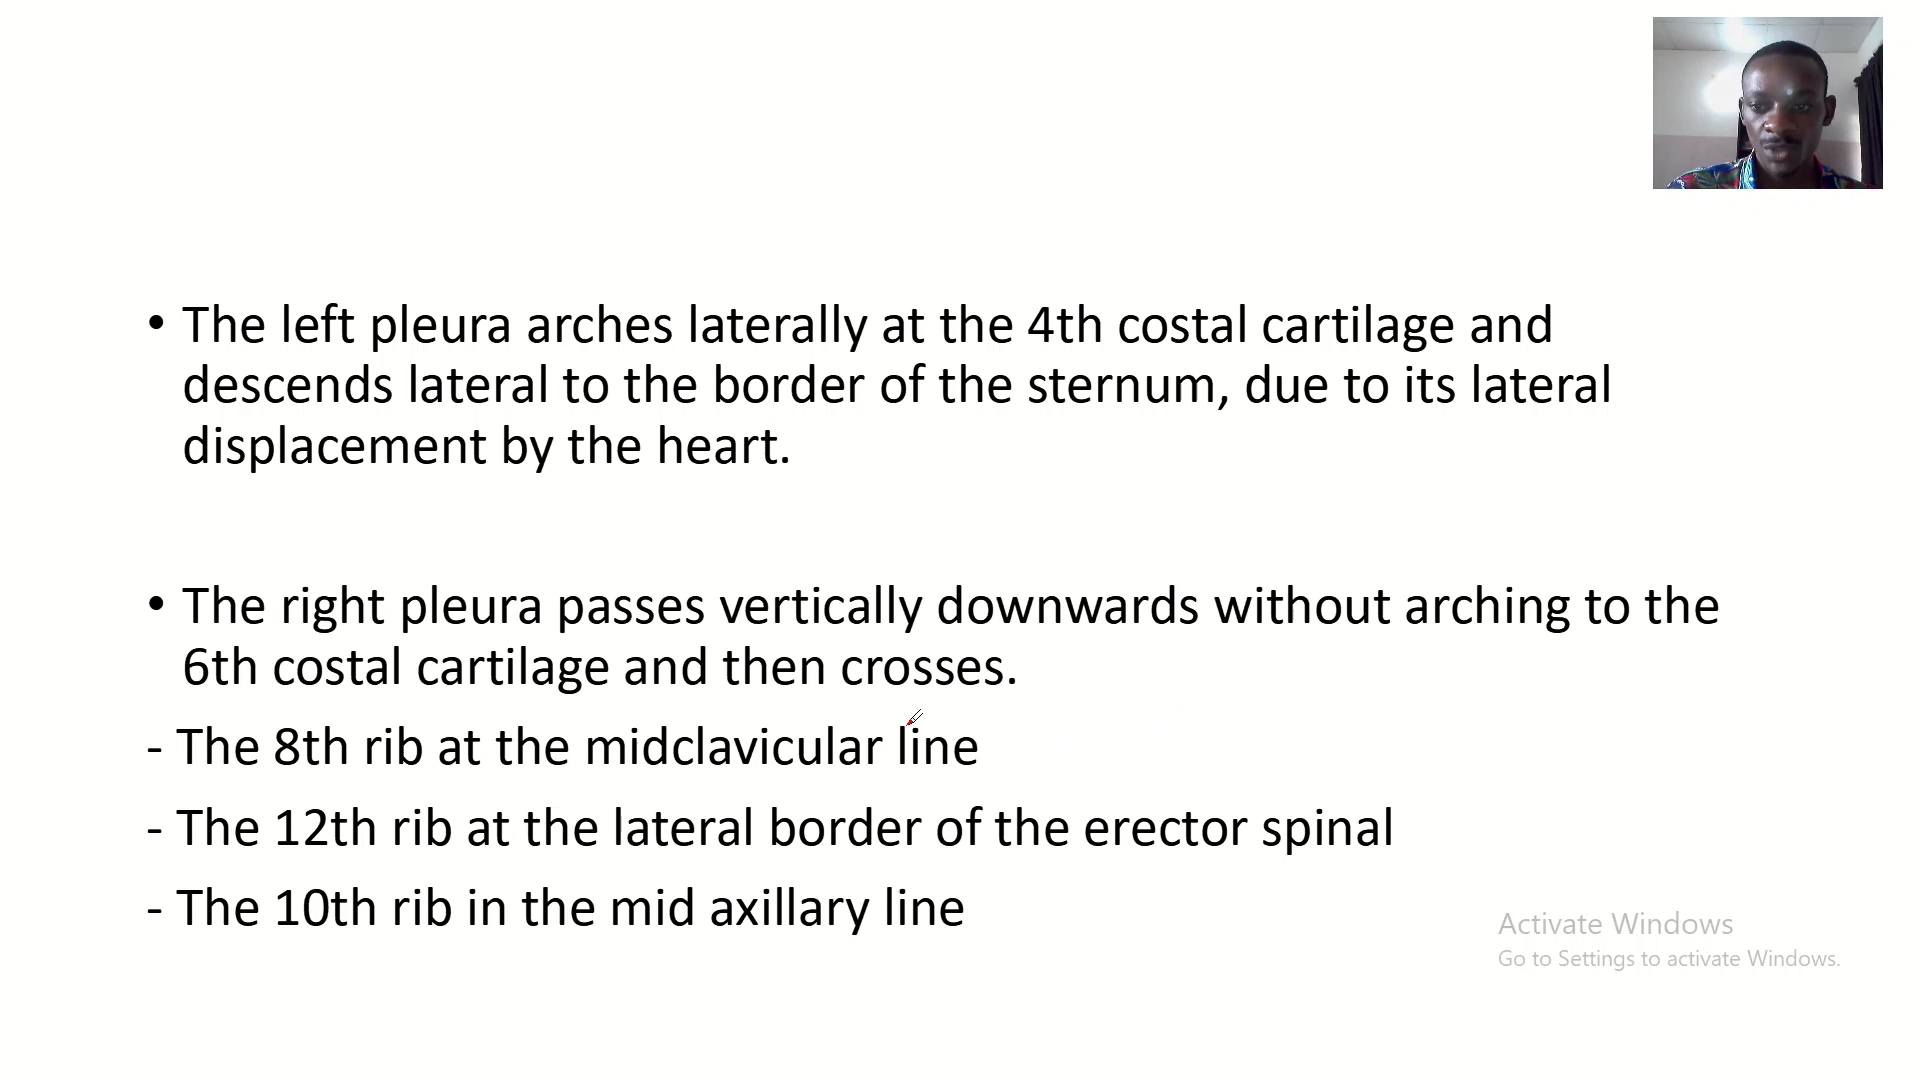 • The left pleura arches laterally at the 4th costal cartilage and
descends lateral to the border of the sternum, due to its lateral
displacement by the heart.
• The right pleura passes vertically downwards without arching to the
6th costal cartilage and then crosses.
- The 8th rib at the midclavicular line
- The 12th rib at the lateral border of the erector spinal
- The 10th rib in the mid axillary line
Activate Windows
Go to Settings to activate Windows.